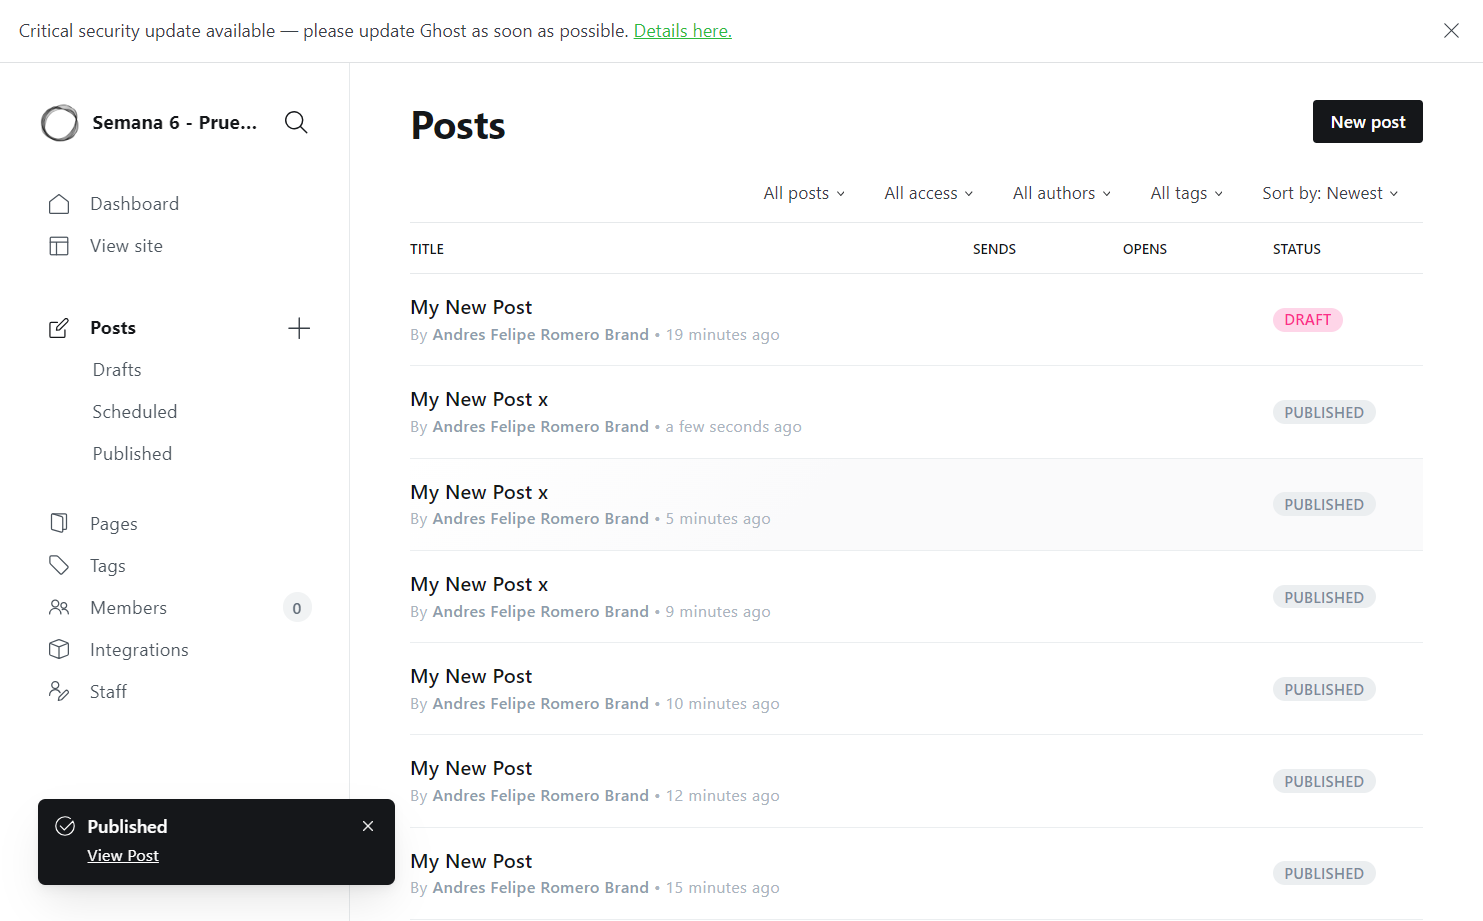 Critical security update available — please update Ghost as soon as possible. Details here.
Semana 6 - Prue...
Dashboard
View site
Posts
Drafts
Scheduled
Published
Pages
Tags
Members 0
Integrations
Staff
Published
View Post
Posts
New post
All posts All access All authors All tags Sort by: Newest
TITLE SENDS OPENS STATUS
My New Post
By Andres Felipe Romero Brand • 19 minutes ago
DRAFT
My New Post x
By Andres Felipe Romero Brand • a few seconds ago
PUBLISHED
My New Post x
By Andres Felipe Romero Brand • 5 minutes ago
PUBLISHED
My New Post x
By Andres Felipe Romero Brand • 9 minutes ago
PUBLISHED
My New Post
By Andres Felipe Romero Brand • 10 minutes ago
PUBLISHED
My New Post
By Andres Felipe Romero Brand • 12 minutes ago
PUBLISHED
My New Post
By Andres Felipe Romero Brand • 15 minutes ago
PUBLISHED